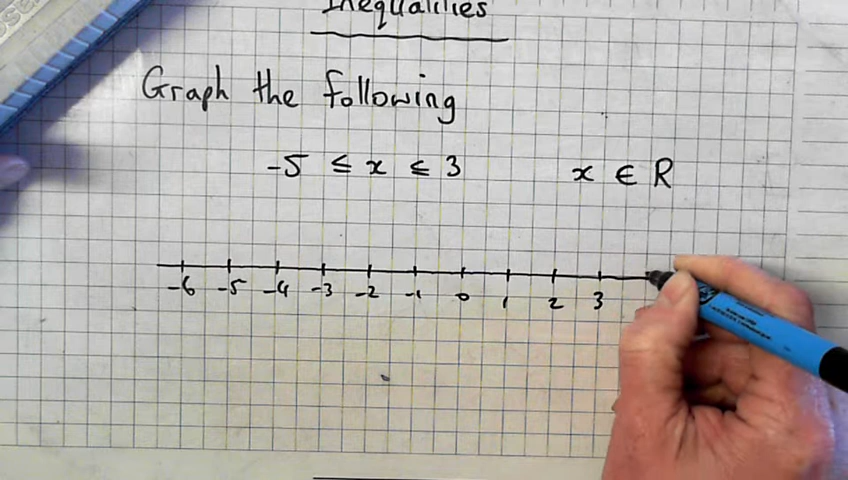 Inequalities
Graph the following
-5 ≤ x ≤ 3 x ∈ R
-6 -5 -4 -3 -2 -1 0 1 2 3